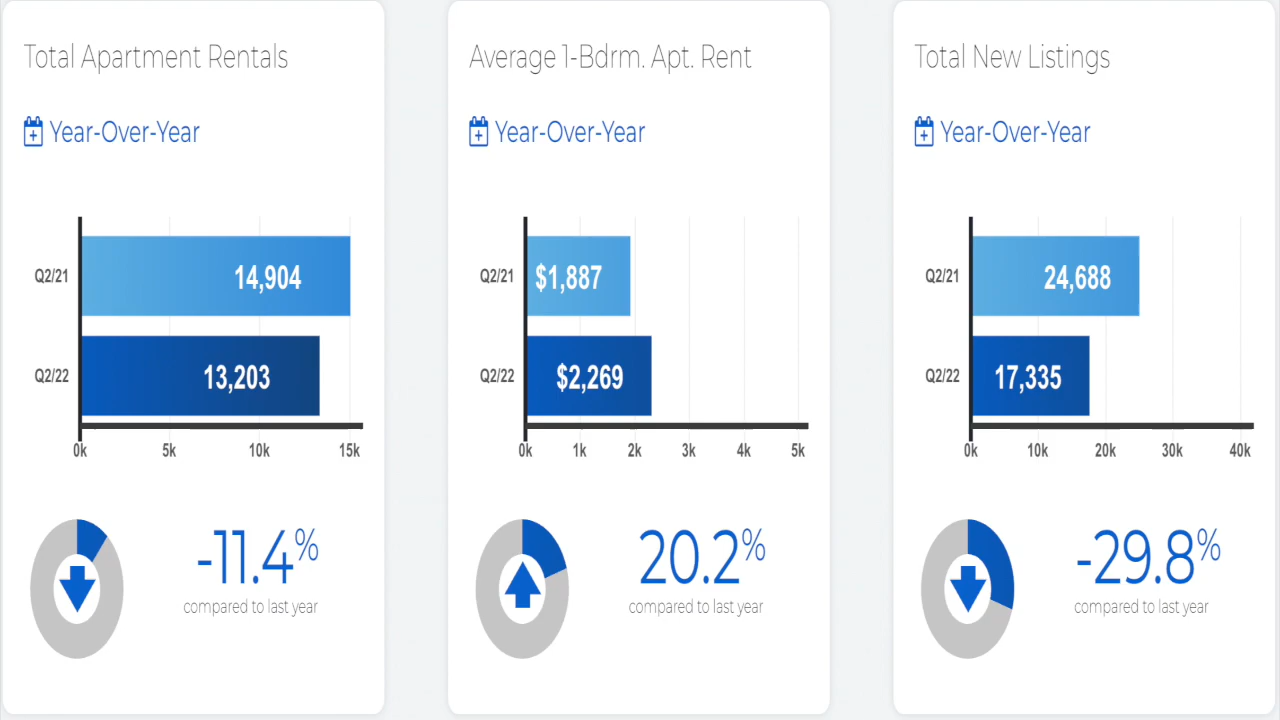 Total Apartment Rentals
Year-Over-Year
Q2/21
14,904
Q2/22
13,203
0k 5k 10k 15k
-11.4%
compared to last year
Average 1-Bdrm. Apt. Rent
Year-Over-Year
Q2/21
$1,887
Q2/22
$2,269
0k 1k 2k 3k 4k 5k
20.2%
compared to last year
Total New Listings
Year-Over-Year
Q2/21
24,688
Q2/22
17,335
0k 10k 20k 30k 40k
-29.8%
compared to last year